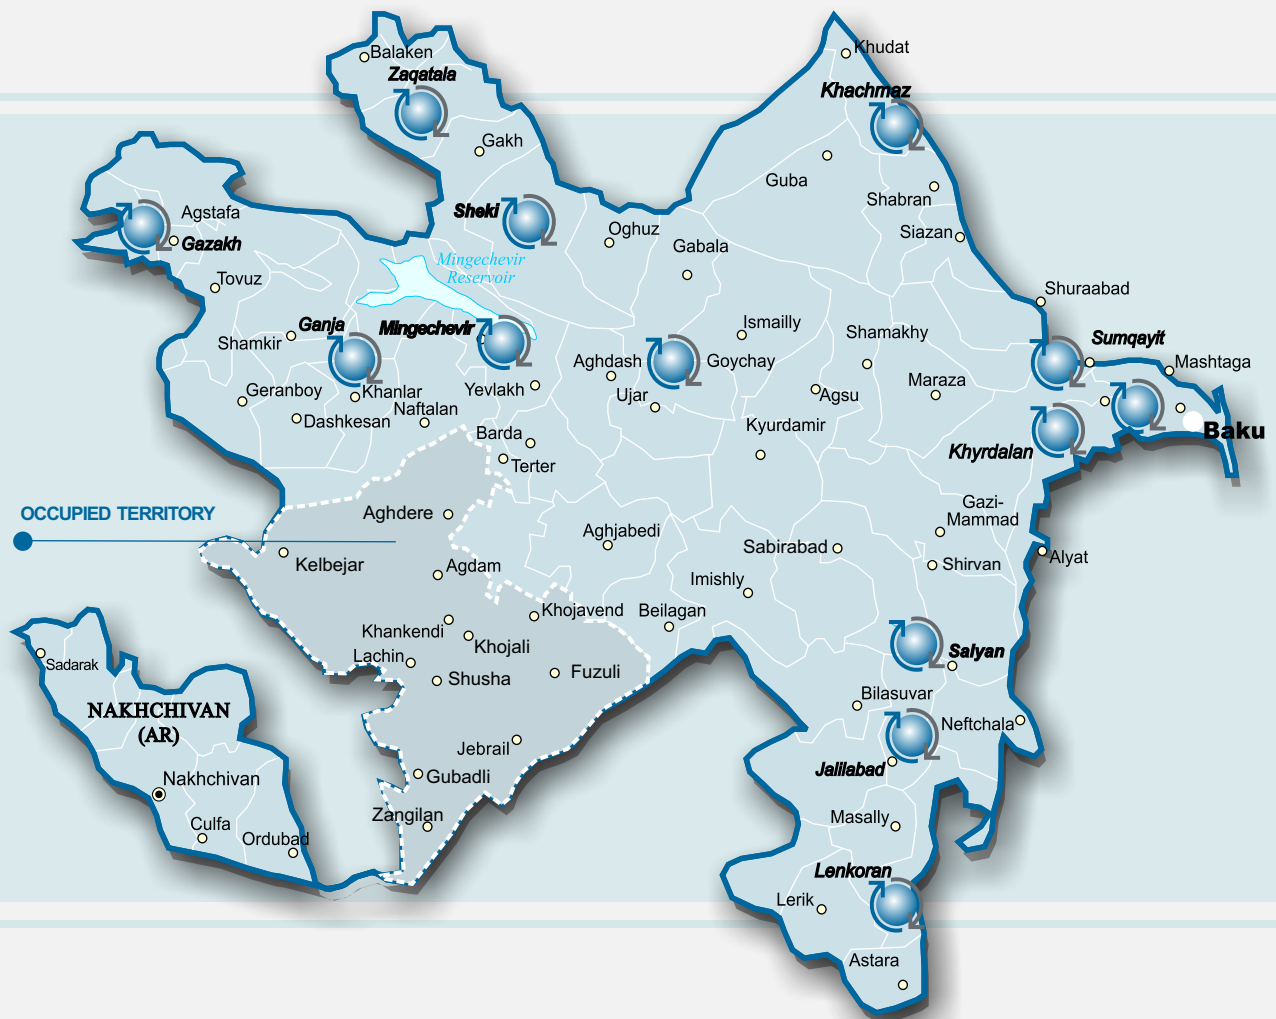 Balaken
Zaqatala
Khudat
Khachmaz
Gakh
Guba
Shabran
Agstafa
Gazakh
Sheki
Oghuz
Siazan
Gabala
Mingechevir
Reservoir
Tovuz
Shuraabad
Ganja
Mingechevir
Ismailly
Shamakhy
Sumqayit
Shamkir
Aghdash
Goychay
Mashtaga
Geranboy
Khanlar
Yevlakh
Ujar
Agsu
Maraza
Naftalan
Dashkesan
Barda
Kyurdamir
Baku
Terter
Khyrdalan
OCCUPIED TERRITORY
Aghdere
Gazi-
Mammad
Aghjabedi
Sabirabad
Alyat
Kelbejar
Agdam
Shirvan
Imishly
Khojavend
Beilagan
Khankendi
Khojali
Lachin
Salyan
Sadarak
Shusha
Fuzuli
Bilasuvar
NAKHCHIVAN
(AR)
Neftchala
Jebrail
Jalilabad
Nakhchivan
Gubadli
Zangilan
Masally
Culfa
Ordubad
Lenkoran
Lerik
Astara